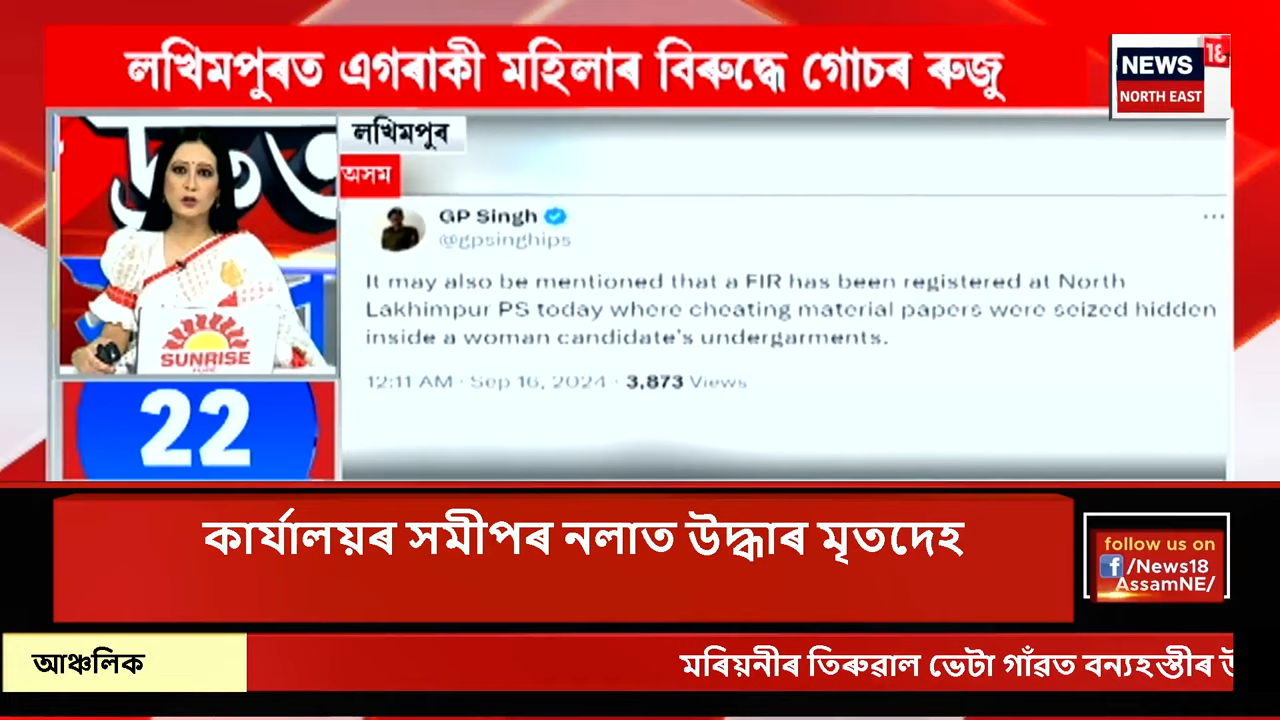 লখিমপুৰত এগৰাকী মহিলাৰ বিৰুদ্ধে গোচৰ ৰুজু
NEWS 18
NORTH EAST
লখিমপুৰ
অসম
GP Singh
@gpsinghips
It may also be mentioned that a FIR has been registered at North
Lakhimpur PS today where cheating material papers were seized hidden
inside a woman candidate's undergarments.
12:11 AM · Sep 16, 2024 · 3,873 Views
SUNRISE
PURE
22
কাৰ্যালয়ৰ সমীপৰ নলাত উদ্ধাৰ মৃতদেহ
follow us on
/News18
AssamNE/
আঞ্চলিক
মৰিয়নীৰ তিৰুৱাল ভেটা গাঁৱত বন্যহস্তীৰ